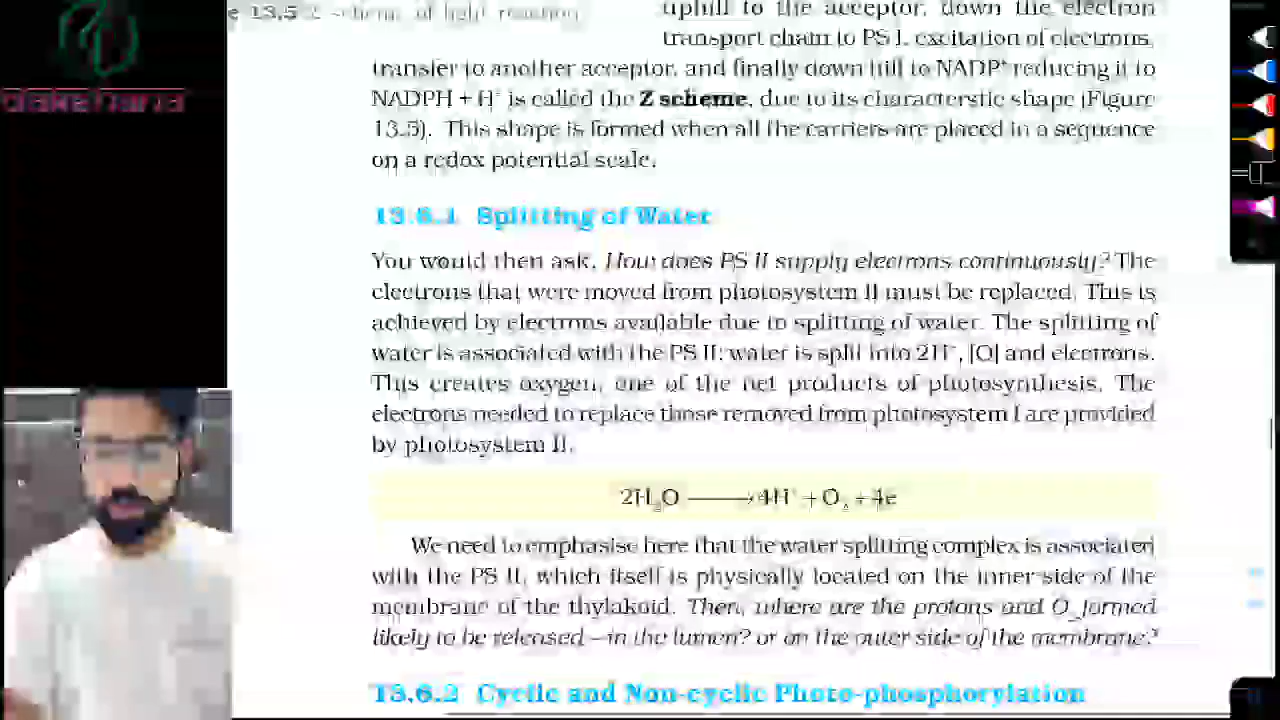 e 13.5 Z scheme of light reaction
uphill to the acceptor, down the electron
transport chain to PS I, excitation of electrons,
transfer to another acceptor, and finally down hill to NADP⁺ reducing it to
NADPH + H⁺ is called the Z scheme, due to its characterstic shape (Figure
13.5). This shape is formed when all the carriers are placed in a sequence
on a redox potential scale.
13.6.1 Splitting of Water
You would then ask, How does PS II supply electrons continuously? The
electrons that were moved from photosystem II must be replaced. This is
achieved by electrons available due to splitting of water. The splitting of
water is associated with the PS II; water is split into 2H⁺, [O] and electrons.
This creates oxygen, one of the net products of photosynthesis. The
electrons needed to replace those removed from photosystem I are provided
by photosystem II.
2H₂O ⟶ 4H⁺ + O₂ + 4e⁻
We need to emphasise here that the water splitting complex is associated
with the PS II, which itself is physically located on the inner side of the
membrane of the thylakoid. Then, where are the protons and O₂ formed
likely to be released – in the lumen? or on the outer side of the membrane?
13.6.2 Cyclic and Non-cyclic Photo-phosphorylation